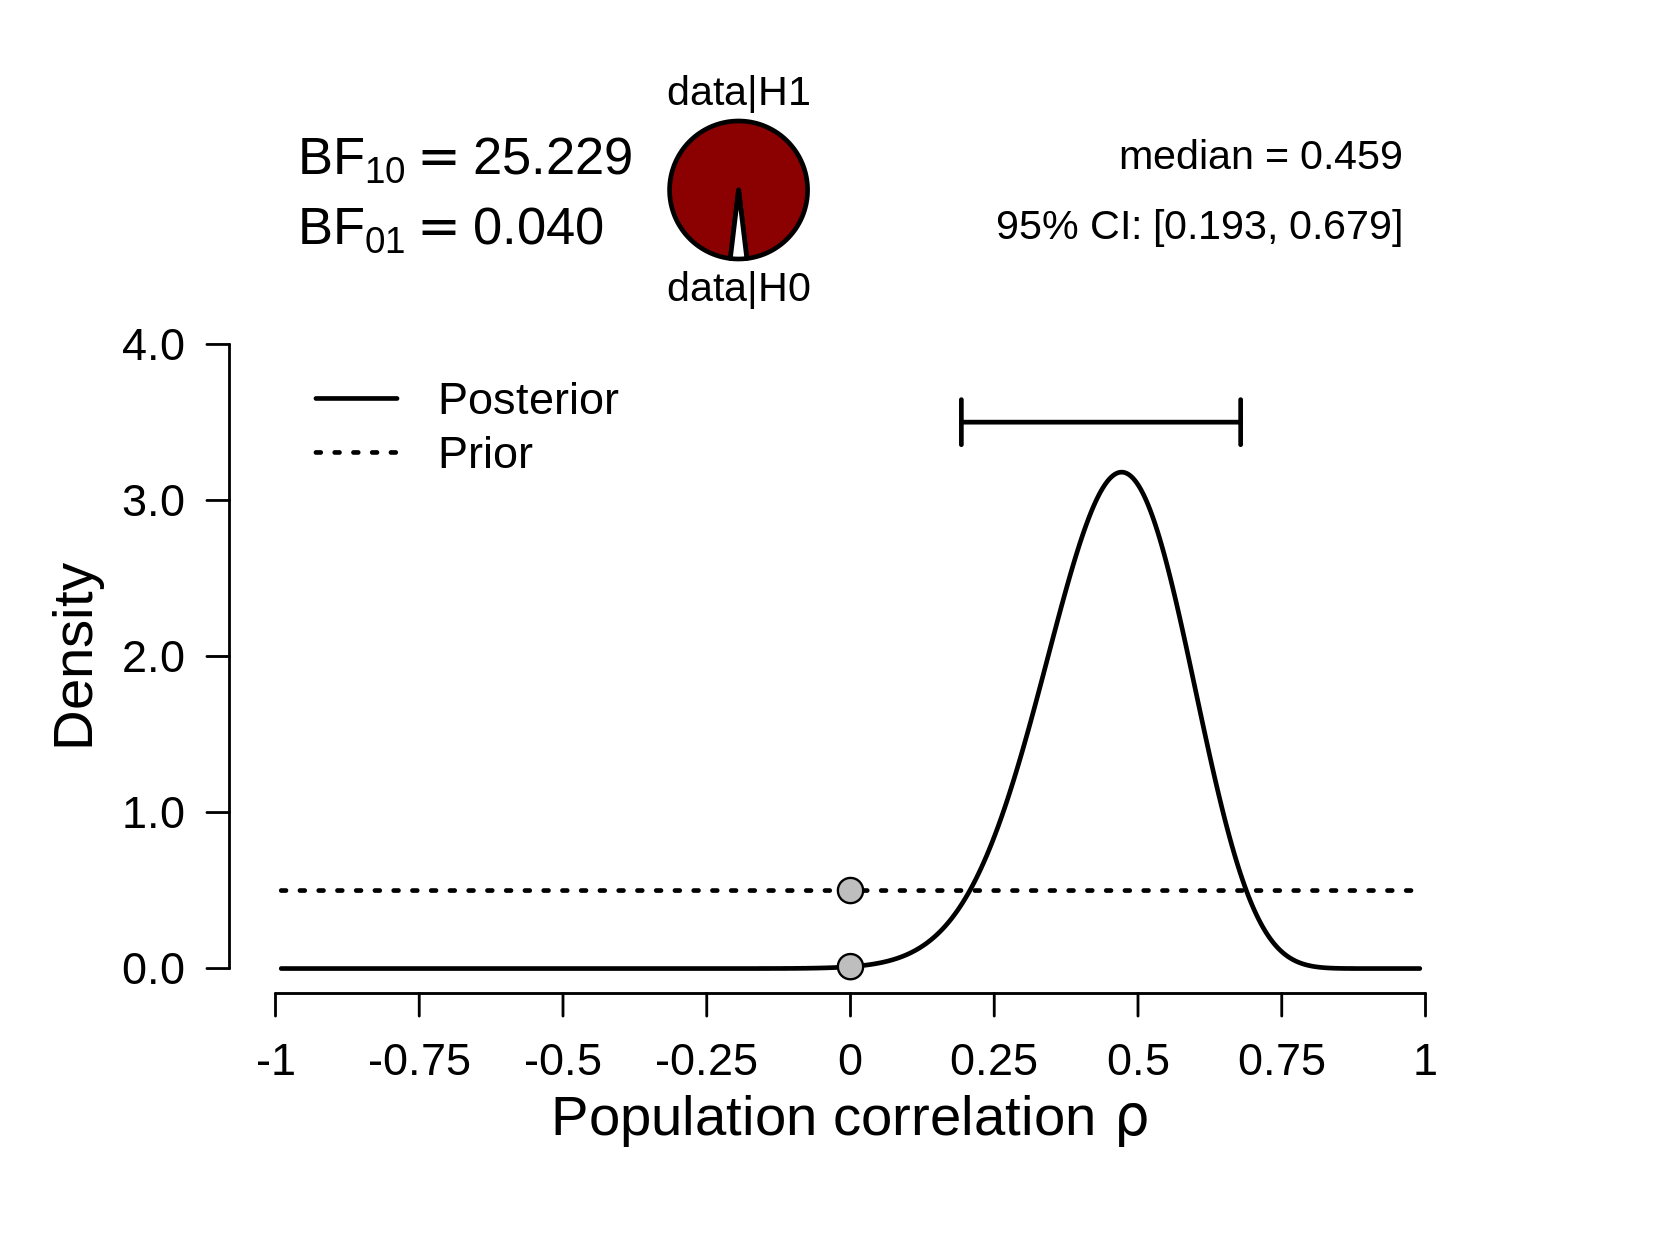 data|H1
BF10 = 25.229
BF01 = 0.040
data|H0
median = 0.459
95% CI: [0.193, 0.679]
Posterior
Prior
Density
4.0
3.0
2.0
1.0
0.0
-1 -0.75 -0.5 -0.25 0 0.25 0.5 0.75 1
Population correlation ρ